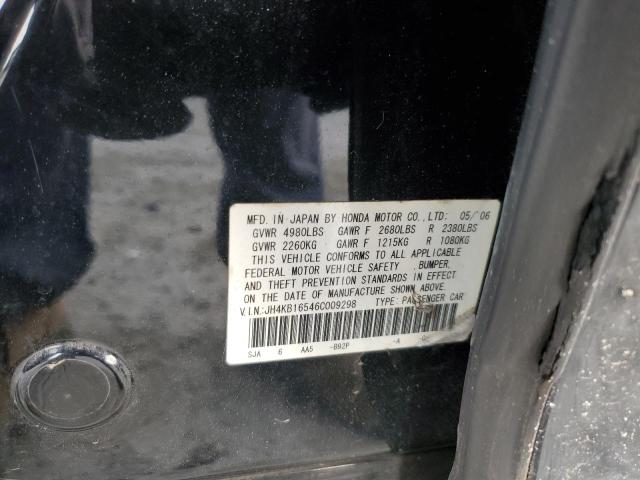 MFD. IN JAPAN BY HONDA MOTOR CO.,LTD: 05/'06
GVWR 4980LBS GAWR F 2680LBS R 2380LBS
GVWR 2260KG GAWR F 1215KG R 1080KG
THIS VEHICLE CONFORMS TO ALL APPLICABLE
FEDERAL MOTOR VEHICLE SAFETY , BUMPER,
AND THEFT PREVENTION STANDARDS IN EFFECT
ON THE DATE OF MANUFACTURE SHOWN ABOVE.
V.I.N:JH4KB16546C009298 TYPE: PASSENGER CAR
SJA 6 AA5 -B92P -A